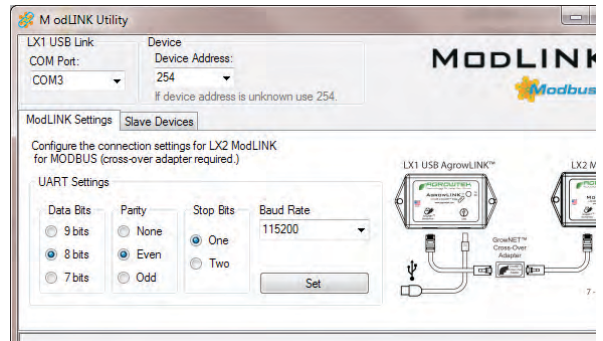 ModLINK Utility
LX1 USB Link
COM Port:
COM3
Device
Device Address:
254
If device address is unknown use 254.
MODLINK
Modbus
ModLINK Settings
Slave Devices
Configure the connection settings for LX2 ModLINK
for MODBUS (cross-over adapter required.)
UART Settings
Data Bits
9 bits
8 bits
7 bits
Parity
None
Even
Odd
Stop Bits
One
Two
Baud Rate
115200
Set
LX1 USB AgrowLINK™
LX2 M
AGROWTEK
AGROWLINK
GrowNET™
Cross-Over
Adapter
7 -